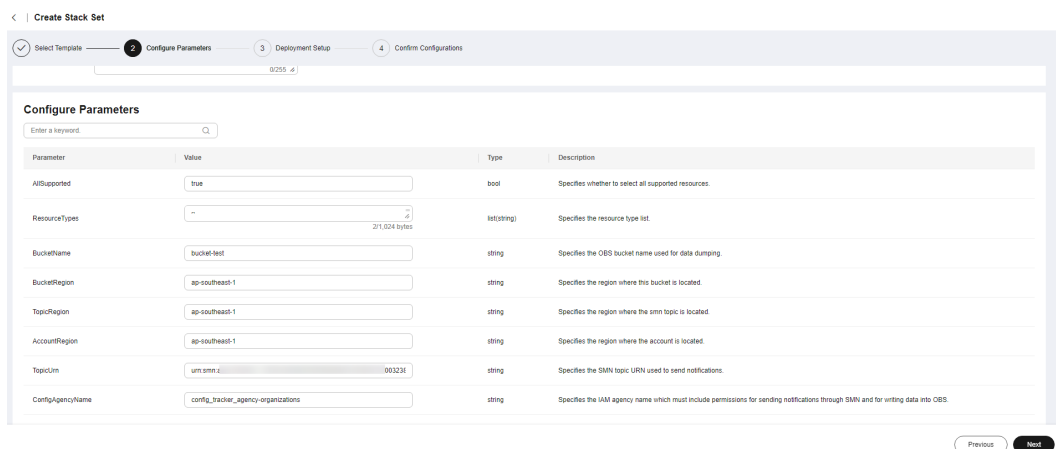 Create Stack Set
Select Template 2 Configure Parameters 3 Deployment Setup 4 Confirm Configurations
0/255
Configure Parameters
Enter a keyword.
Parameter Value Type Description
AllSupported true bool Specifies whether to select all supported resources.
ResourceTypes -- list(string) Specifies the resource type list.
2/1,024 bytes
BucketName bucket-test string Specifies the OBS bucket name used for data dumping.
BucketRegion ap-southeast-1 string Specifies the region where this bucket is located.
TopicRegion ap-southeast-1 string Specifies the region where the smn topic is located.
AccountRegion ap-southeast-1 string Specifies the region where the account is located.
TopicUrn urn:smn: 003238 string Specifies the SMN topic URN used to send notifications.
ConfigAgencyName config_tracker_agency-organizations string Specifies the IAM agency name which must include permissions for sending notifications through SMN and for writing data into OBS.
Previous Next